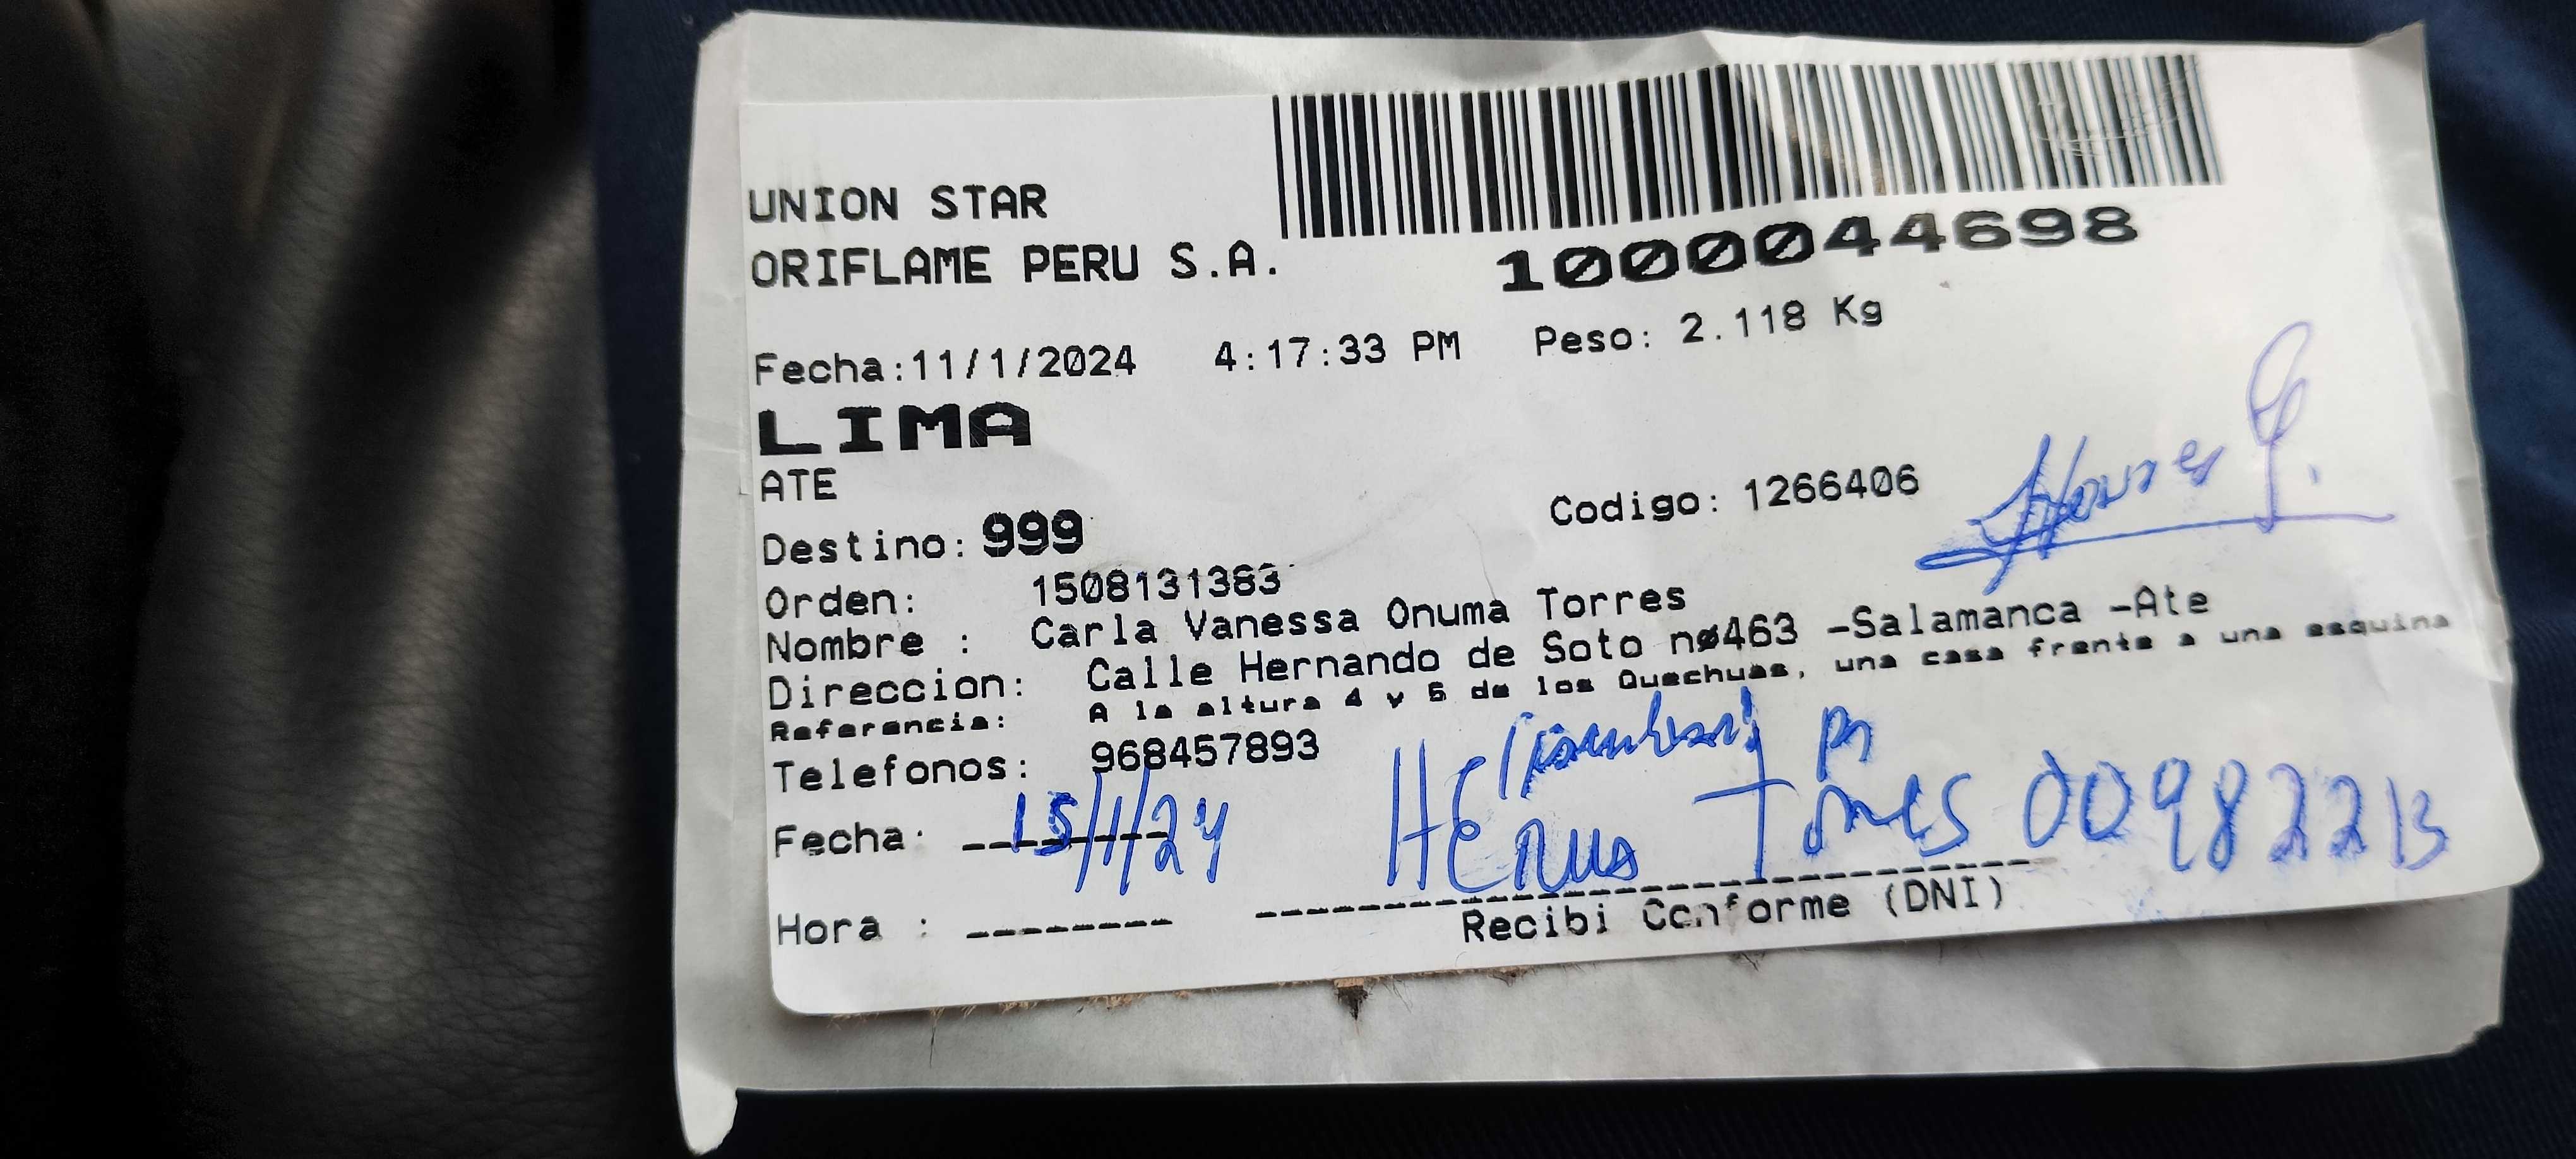 UNION STAR
ORIFLAME PERU S.A.
1000044698
Fecha:11/1/2024 4:17:33 PM Peso: 2.118 Kg
LIMA
ATE
Codigo: 1266406
Destino: 999
Orden: 1508131383
Nombre : Carla Vanessa Onuma Torres
Direccion: Calle Hernando de Soto nø463 -Salamanca -Ate
Referencia: A la altura 4 y 5 de los Quechuas, una casa frente a una esquina
Telefonos: 968457893
Fecha: 15/1/24
Torres 00982213
Hora :
Recibi Conforme (DNI)